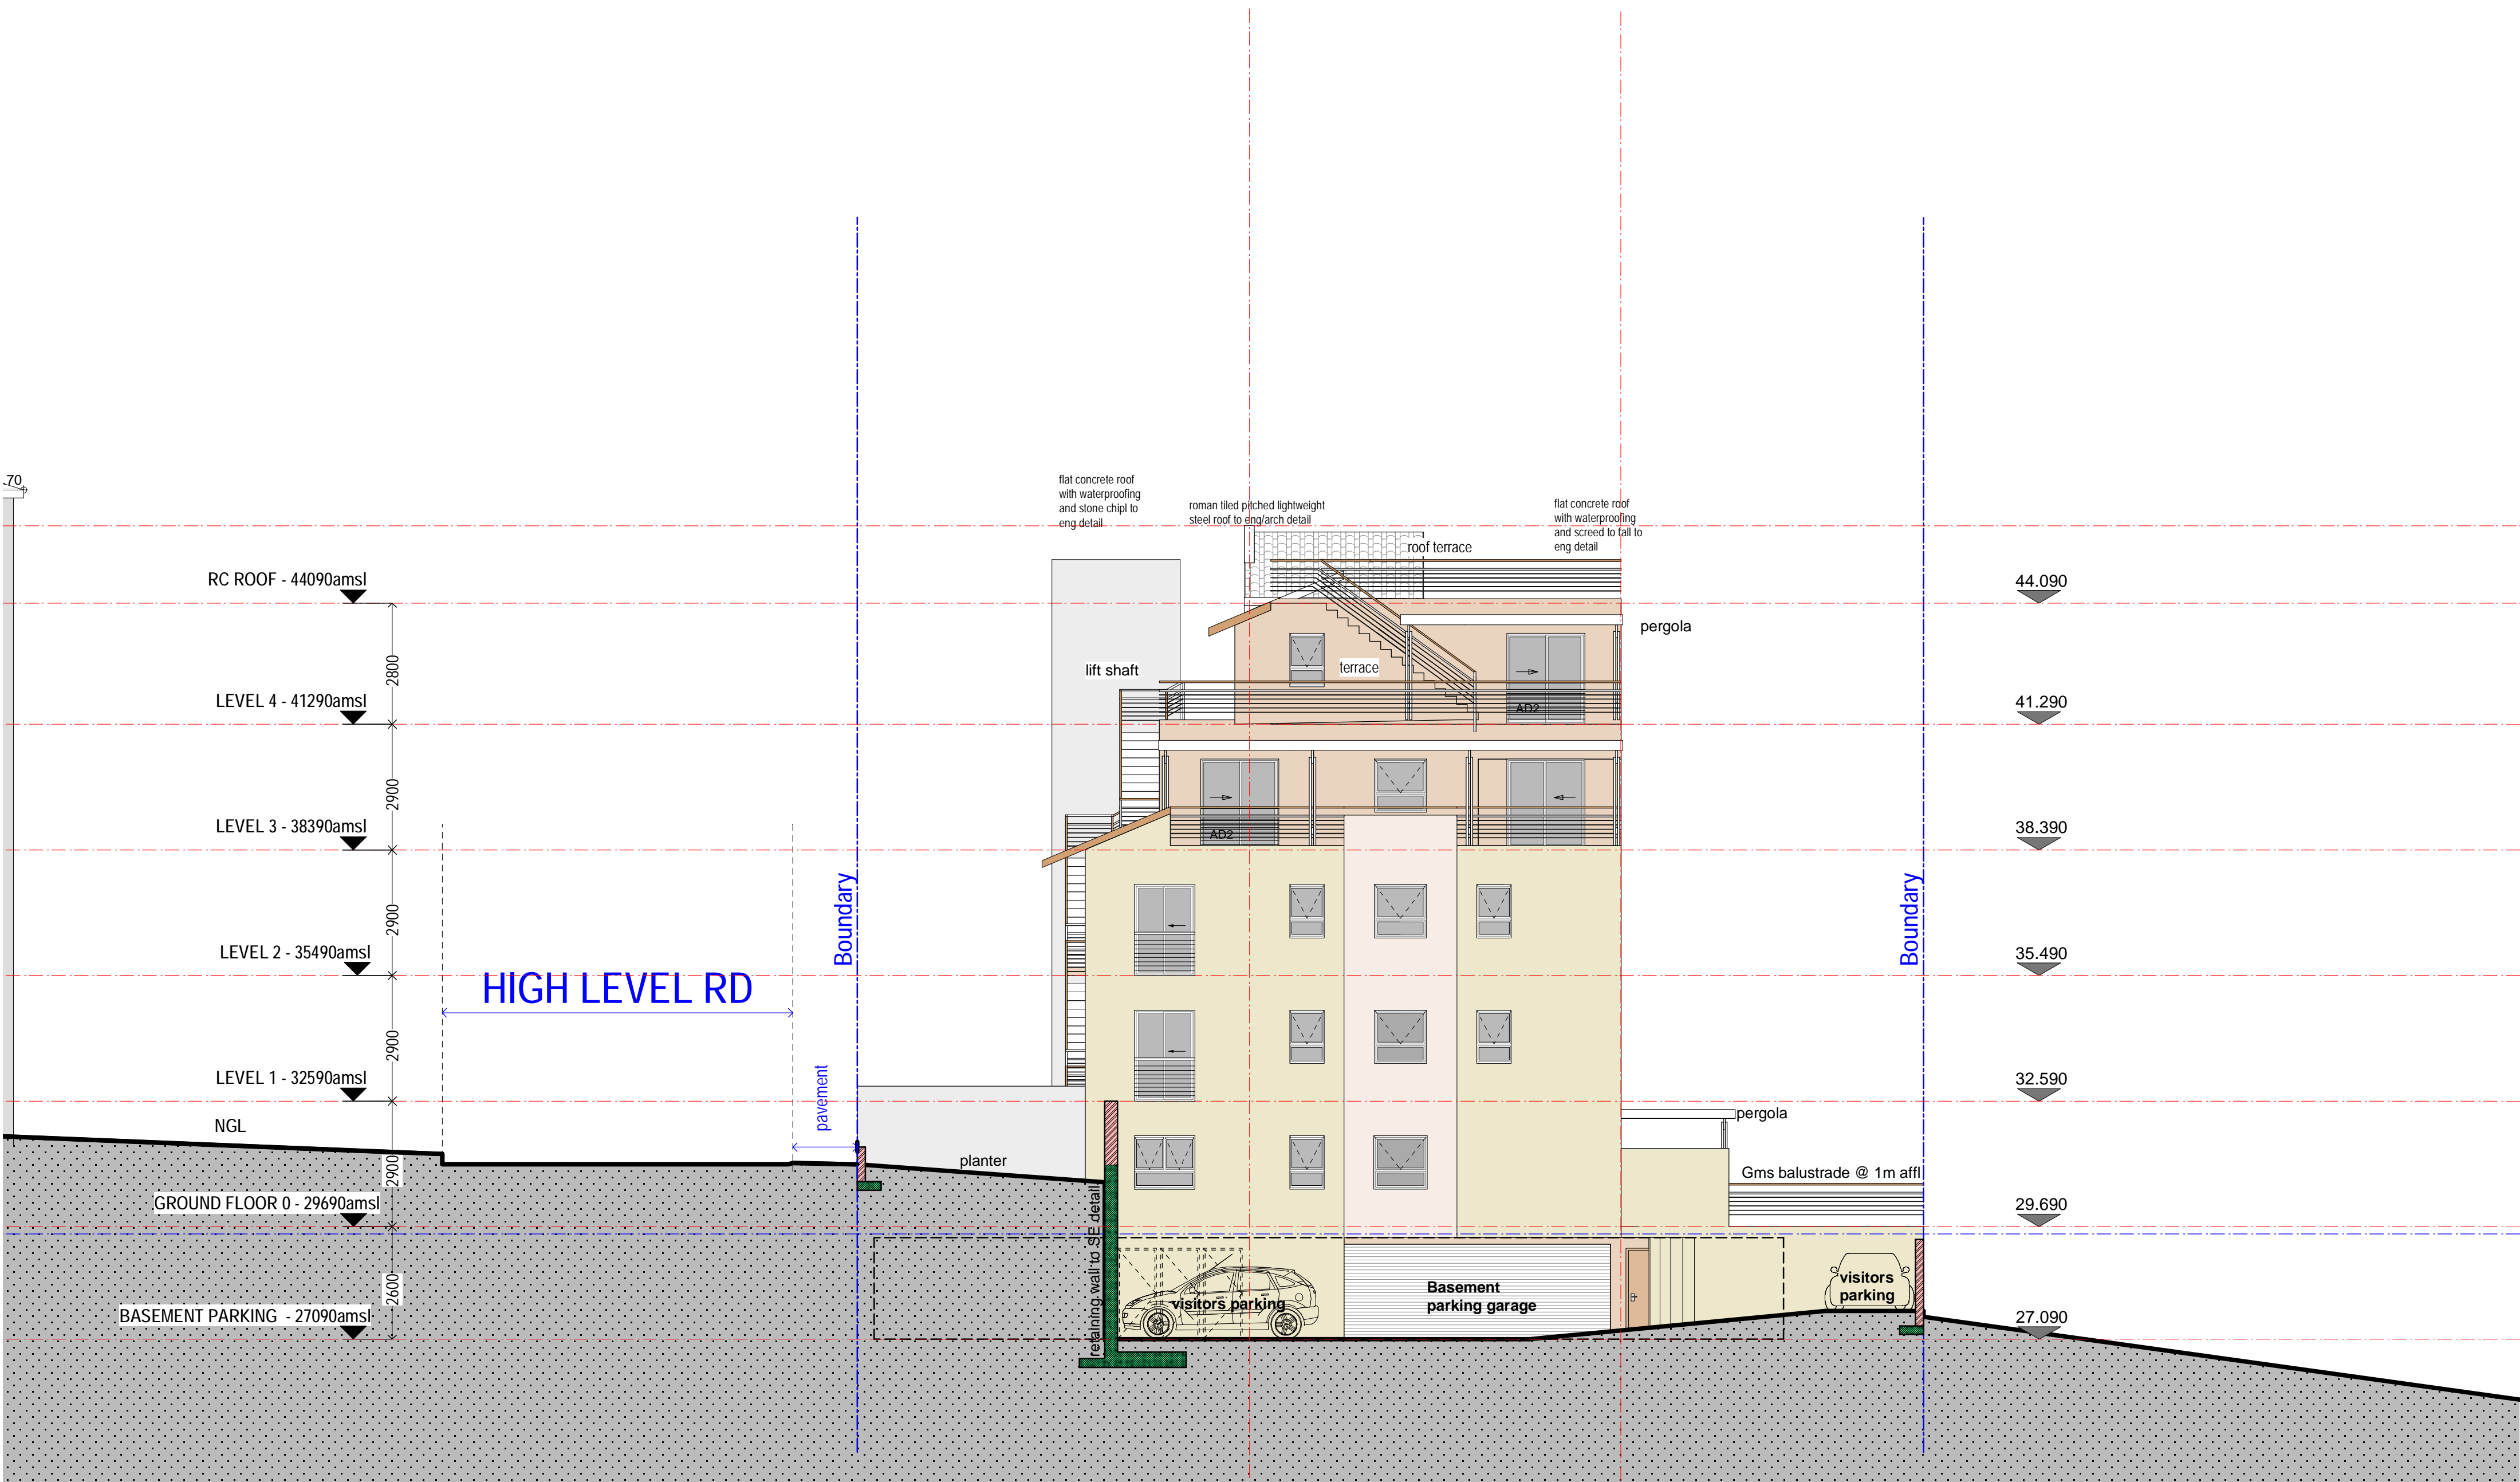 .70
flat concrete roof
with waterproofing
and stone chipl to
eng detail
roman tiled pitched lightweight
steel roof to eng/arch detail
flat concrete roof
with waterproofing
and screed to fall to
eng detail
roof terrace
RC ROOF - 44090amsl
44.090
pergola
2800
lift shaft
terrace
LEVEL 4 - 41290amsl
AD2
41.290
2900
LEVEL 3 - 38390amsl
AD2
38.390
Boundary
Boundary
2900
LEVEL 2 - 35490amsl
35.490
HIGH LEVEL RD
2900
LEVEL 1 - 32590amsl
32.590
pavement
pergola
NGL
planter
2900
Gms balustrade @ 1m affl
GROUND FLOOR 0 - 29690amsl
29.690
retaining wall to SE detail
2600
visitors parking
Basement
parking garage
visitors
parking
BASEMENT PARKING - 27090amsl
27.090